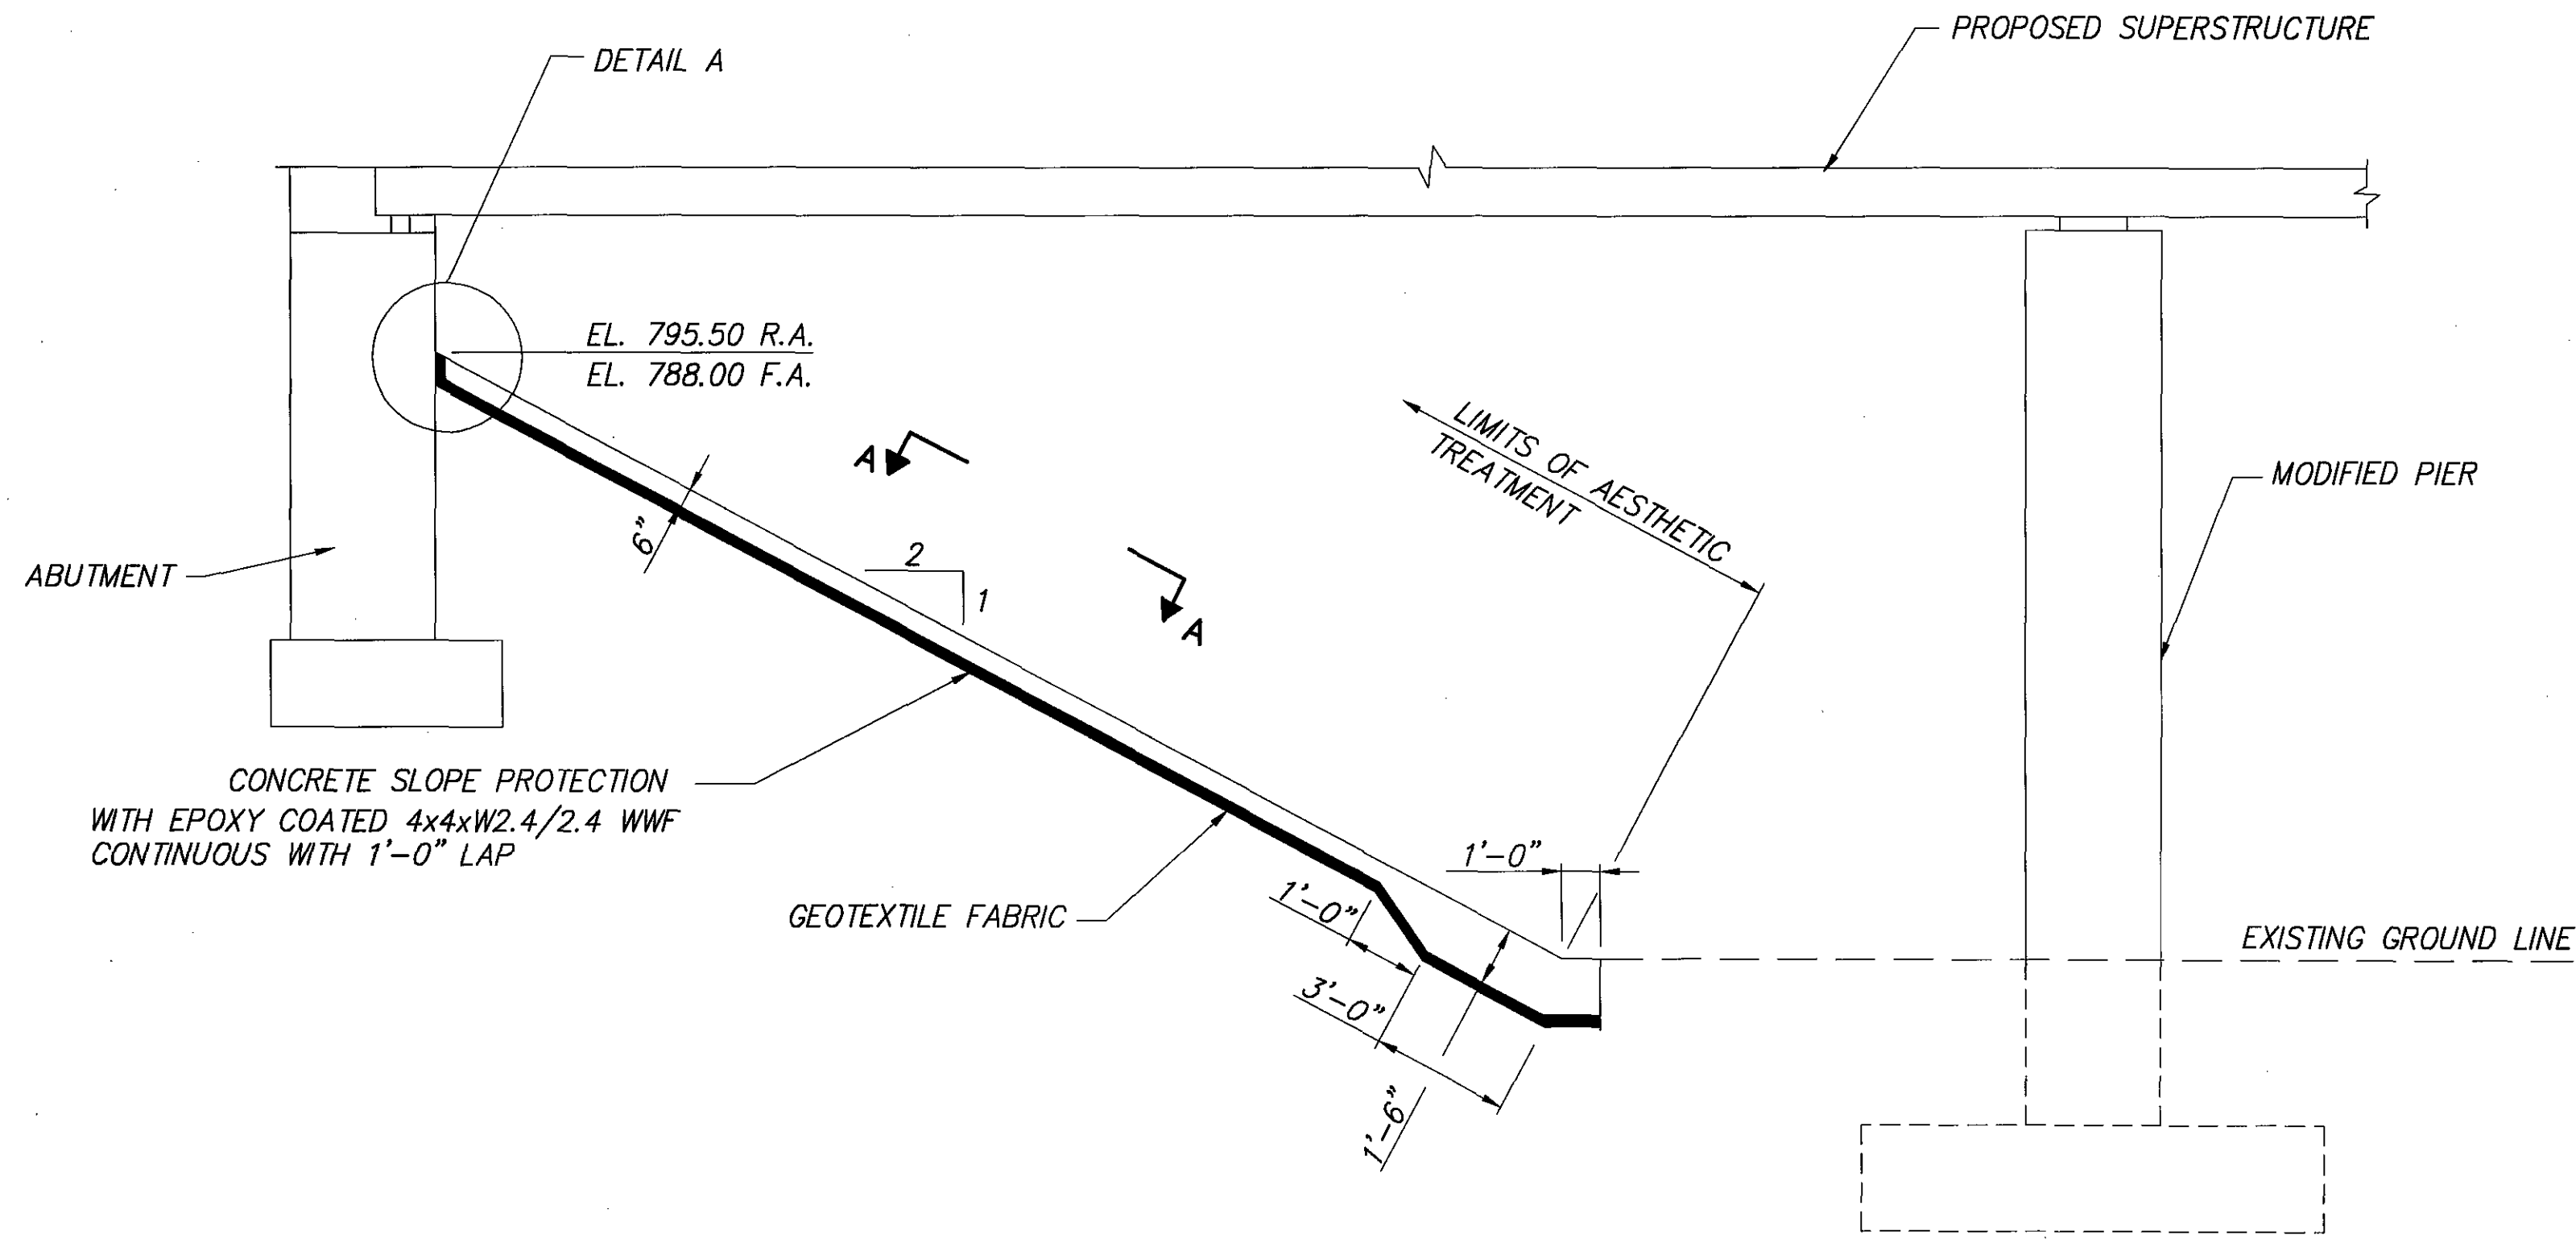 PROPOSED SUPERSTRUCTURE
DETAIL A
EL. 795.50 R.A.
EL. 788.00 F.A.
LIMITS OF AESTHETIC
TREATMENT
A
MODIFIED PIER
6"
2
1
ABUTMENT
A
CONCRETE SLOPE PROTECTION
WITH EPOXY COATED 4x4xW2.4/2.4 WWF
CONTINUOUS WITH 1'-0" LAP
1'-0"
1'-0"
GEOTEXTILE FABRIC
EXISTING GROUND LINE
3'-0"
1'-6"